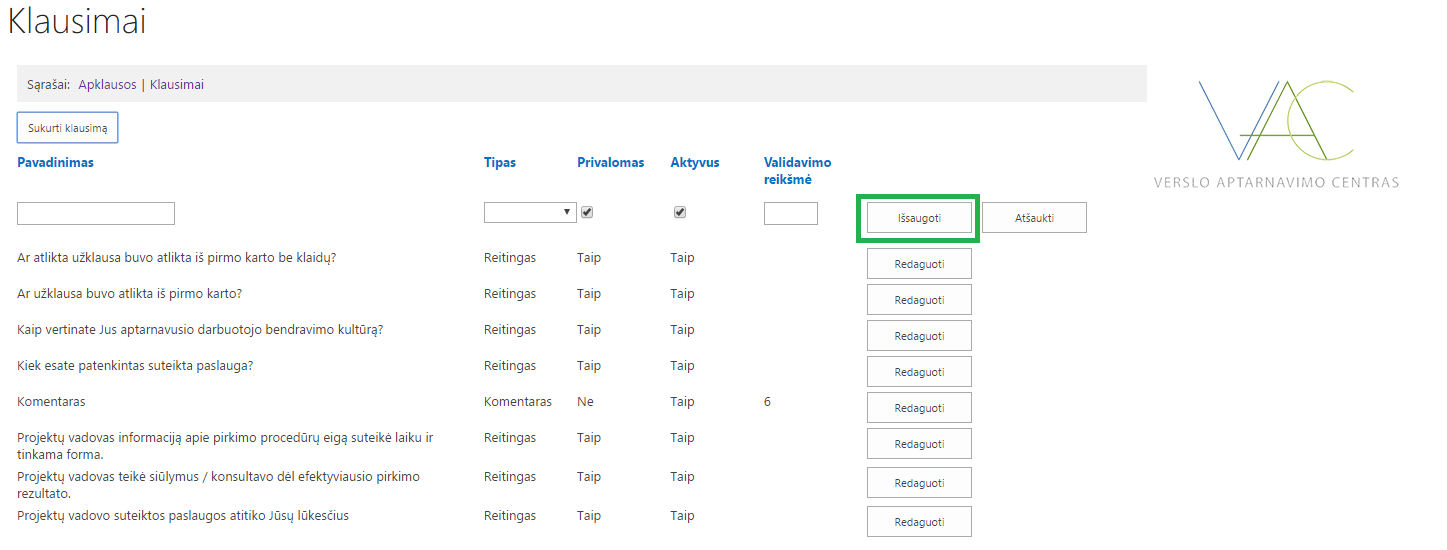 Klausimai
Sąrašai: Apklausos | Klausimai
Sukurti klausimą
Pavadinimas Tipas Privalomas Aktyvus Validavimo
reikšmė
VAC
VERSLO APTARNAVIMO CENTRAS
Išsaugoti Atšaukti
Ar atlikta užklausa buvo atlikta iš pirmo karto be klaidų? Reitingas Taip Taip Redaguoti
Ar užklausa buvo atlikta iš pirmo karto? Reitingas Taip Taip Redaguoti
Kaip vertinate Jus aptarnavusio darbuotojo bendravimo kultūrą? Reitingas Taip Taip Redaguoti
Kiek esate patenkintas suteikta paslauga? Reitingas Taip Taip Redaguoti
Komentaras Komentaras Ne Taip 6 Redaguoti
Projektų vadovas informaciją apie pirkimo procedūrų eigą suteikė laiku ir Reitingas Taip Taip Redaguoti
tinkama forma.
Projektų vadovas teikė siūlymus / konsultavo dėl efektyviausio pirkimo Reitingas Taip Taip Redaguoti
rezultato.
Projektų vadovo suteiktos paslaugos atitiko Jūsų lūkesčius Reitingas Taip Taip Redaguoti